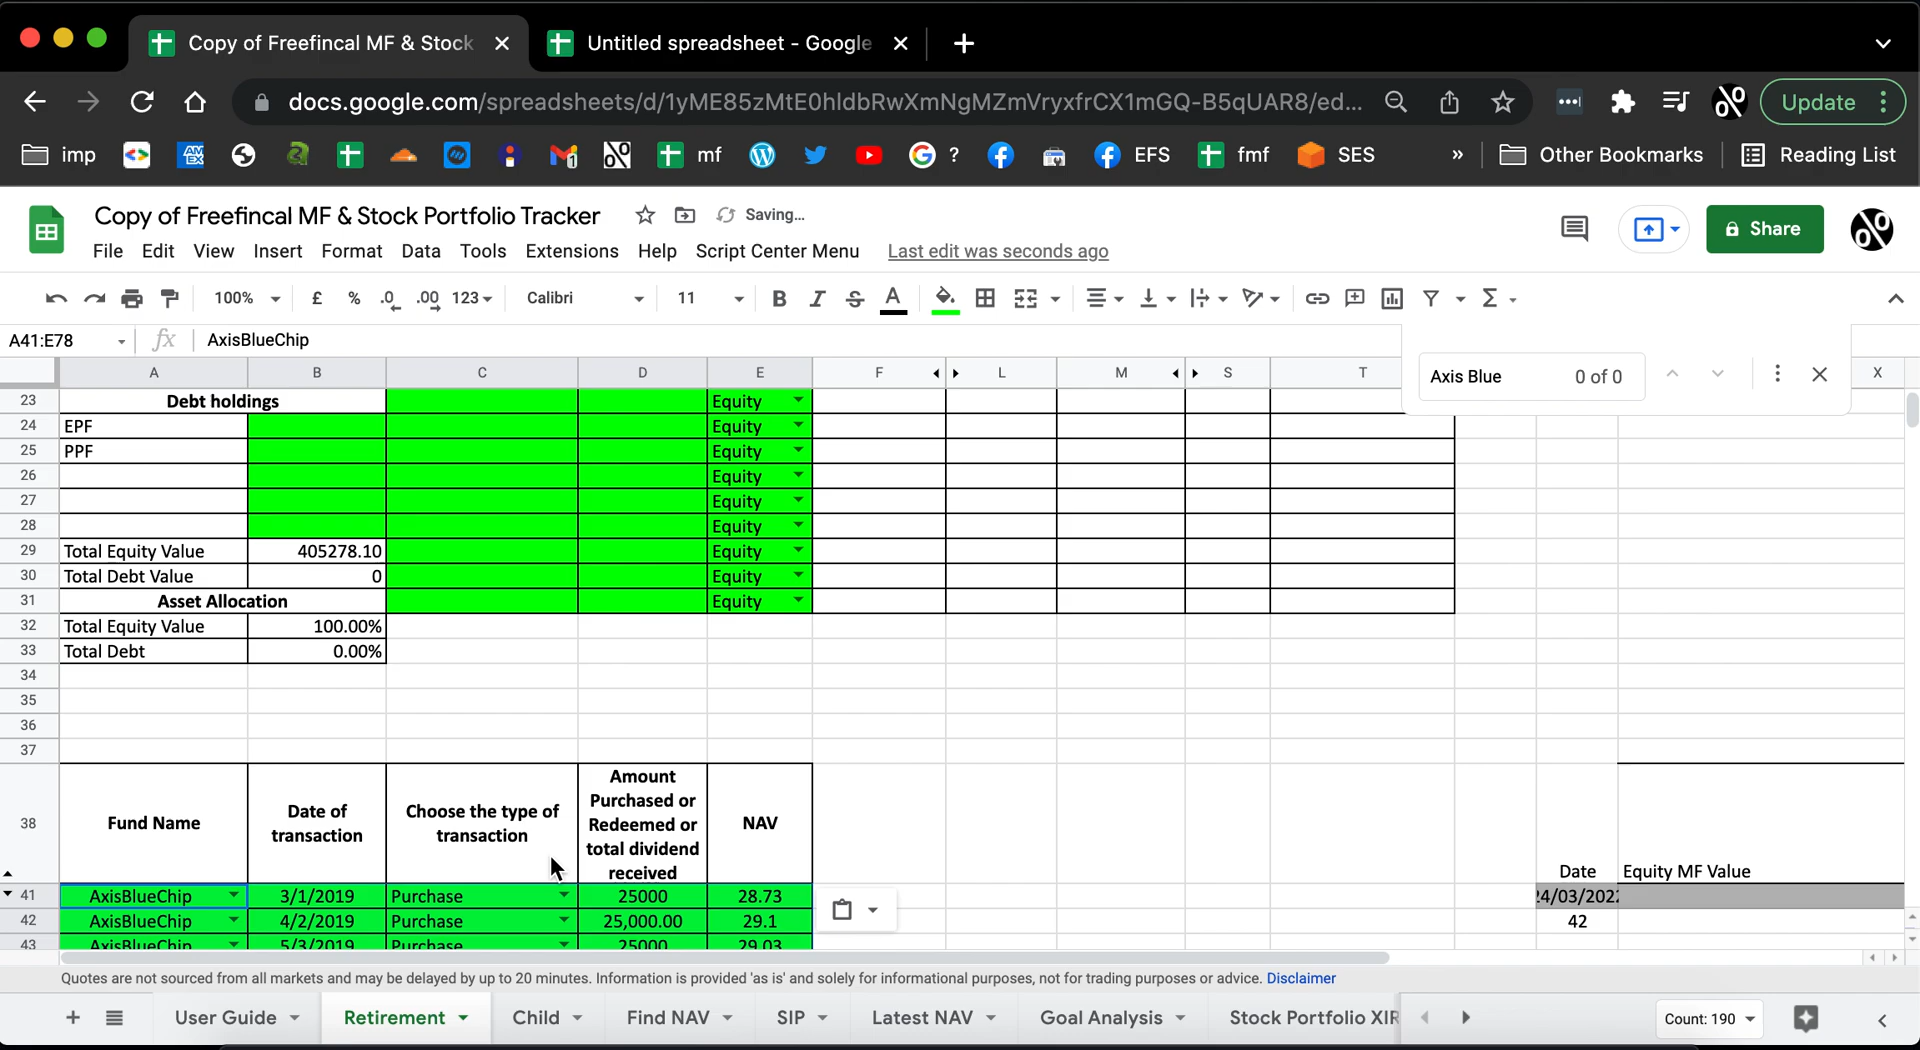 Copy of Freefincal MF & Stock
Untitled spreadsheet - Google
docs.google.com/spreadsheets/d/1yME85zMtE0hldbRwXmNgMZmVryxfrCX1mGQ-B5qUAR8/ed...
Update
imp
AM EX
mf
?
EFS
fmf
SES
»
Other Bookmarks
Reading List
Copy of Freefincal MF & Stock Portfolio Tracker
Saving...
Share
File Edit View Insert Format Data Tools Extensions Help Script Center Menu Last edit was seconds ago
100% £ % .0 .00 123 Calibri 11 B I S A Σ
A41:E78 fx AxisBlueChip
Axis Blue 0 of 0
A B C D E F L M S T X
23 Debt holdings Equity
24 EPF Equity
25 PPF Equity
26 Equity
27 Equity
28 Equity
29 Total Equity Value 405278.10 Equity
30 Total Debt Value 0 Equity
31 Asset Allocation Equity
32 Total Equity Value 100.00%
33 Total Debt 0.00%
34
35
36
37
38
Fund Name
Date of
transaction
Choose the type of
transaction
Amount
Purchased or
Redeemed or
total dividend
received
NAV
Date Equity MF Value
41 AxisBlueChip 3/1/2019 Purchase 25000 28.73 24/03/202
42 AxisBlueChip 4/2/2019 Purchase 25,000.00 29.1 42
43 AxisBlueChip 5/3/2019 Purchase 25000 29.03
Quotes are not sourced from all markets and may be delayed by up to 20 minutes. Information is provided 'as is' and solely for informational purposes, not for trading purposes or advice. Disclaimer
User Guide Retirement Child Find NAV SIP Latest NAV Goal Analysis Stock Portfolio XIR
Count: 190